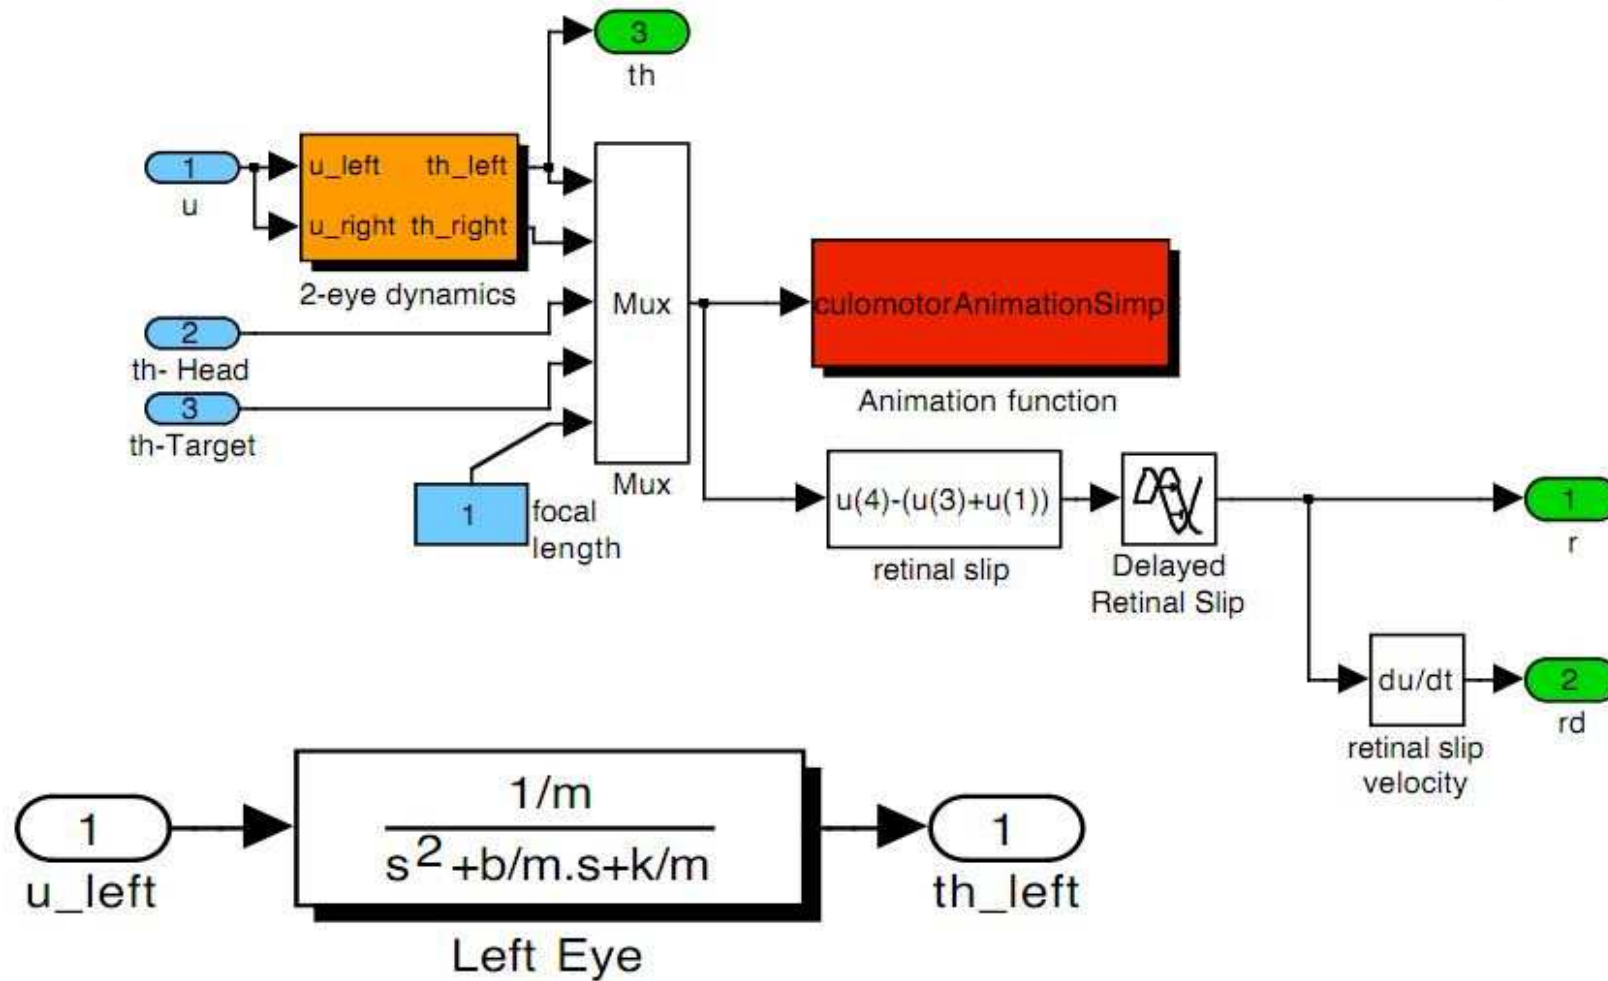 3
th
1
u
u_left th_left
u_right th_right
2-eye dynamics
2
th- Head
3
th-Target
1
focal
length
Mux
Mux
culomotorAnimationSimp
Animation function
u(4)-(u(3)+u(1))
retinal slip
Delayed
Retinal Slip
1
r
du/dt
retinal slip
velocity
2
rd
1
u_left
1/m
s²+b/m.s+k/m
Left Eye
1
th_left